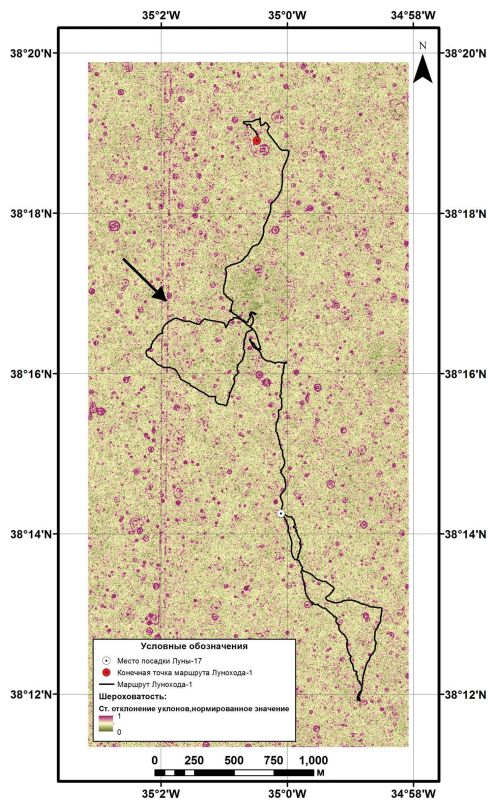 35°2'W 35°0'W 34°58'W
38°20'N 38°20'N
N
38°18'N 38°18'N
38°16'N 38°16'N
38°14'N 38°14'N
38°12'N 38°12'N
Условные обозначения
Место посадки Луны-17
Конечная точка маршрута Лунохода-1
Маршрут Лунохода-1
Шероховатость:
Ст. отклонение уклонов,нормированное значение
1
0
0 250 500 750 1,000
М
35°2'W 35°0'W 34°58'W